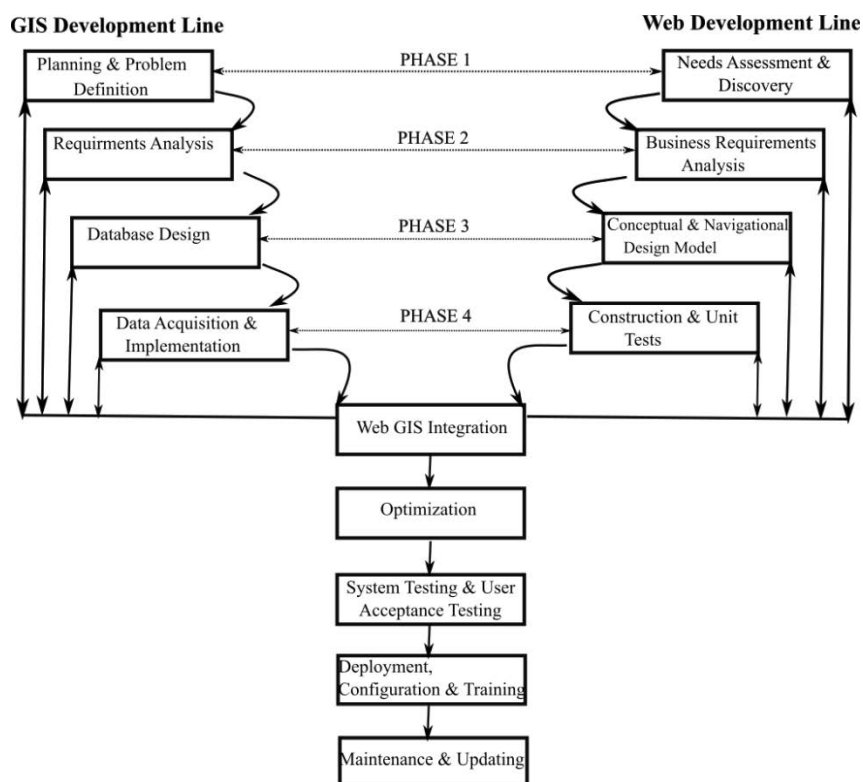 GIS Development Line
Web Development Line
Planning & Problem
Definition
PHASE 1
Needs Assessment &
Discovery
Requirments Analysis
PHASE 2
Business Requirements
Analysis
Database Design
PHASE 3
Conceptual & Navigational
Design Model
Data Acquisition &
Implementation
PHASE 4
Construction & Unit
Tests
Web GIS Integration
Optimization
System Testing & User
Acceptance Testing
Deployment,
Configuration & Training
Maintenance & Updating